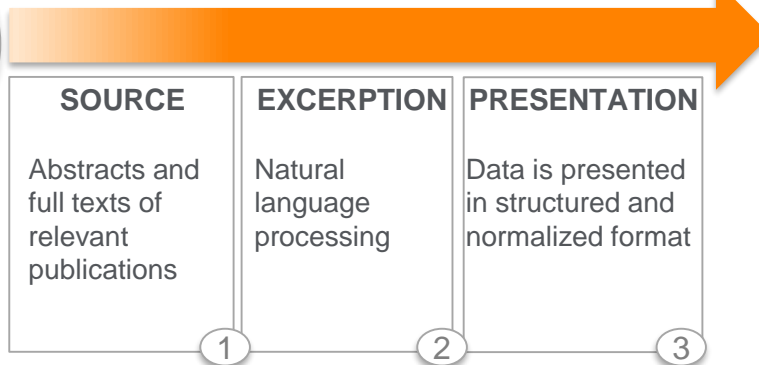 SOURCE
Abstracts and
full texts of
relevant
publications
1
EXCERPTION
Natural
language
processing
2
PRESENTATION
Data is presented
in structured and
normalized format
3